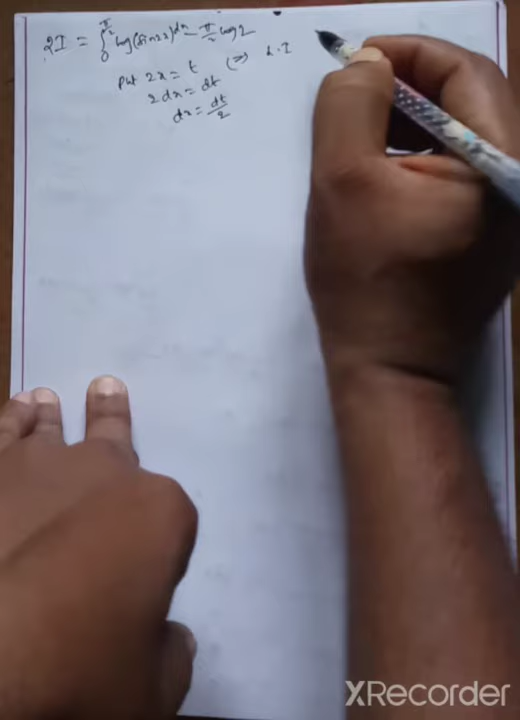 2I = ∫₀^{π/2} log(sin2x)dx - π/2 log2
Put 2x = t (⇒) L.I
2dx = dt
dx = dt/2
XRecorder